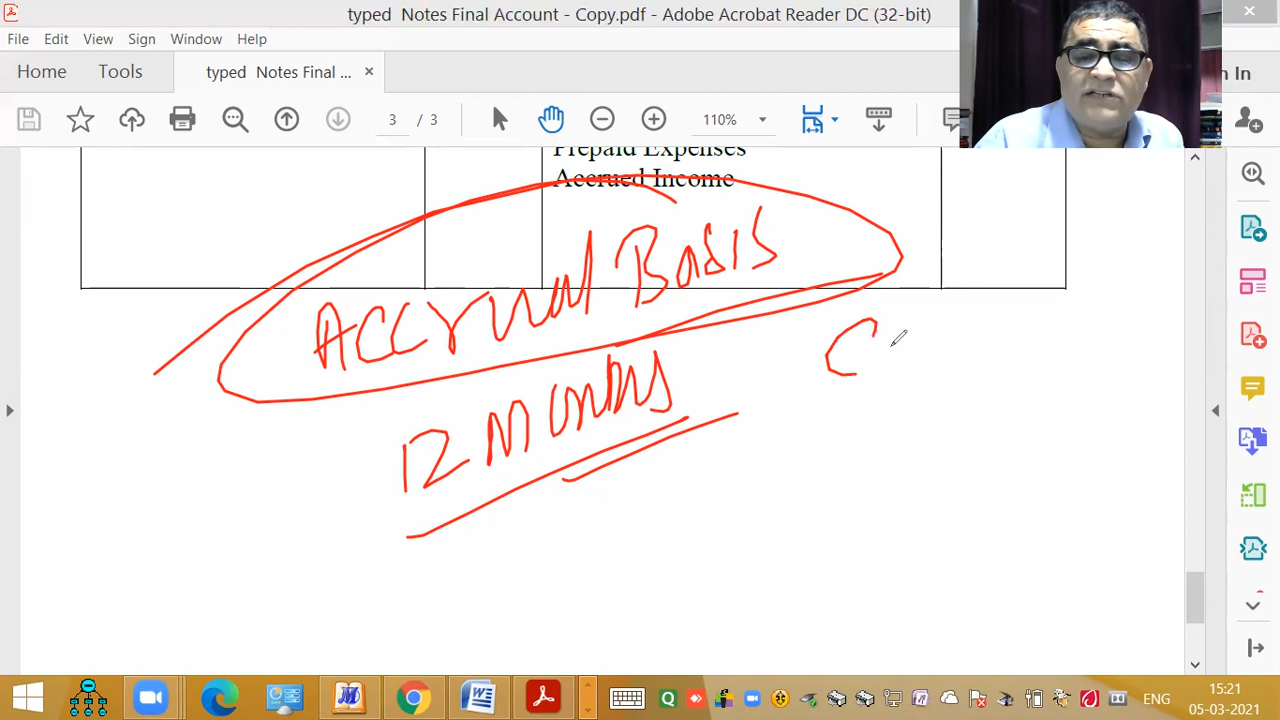 typed Notes Final Account - Copy.pdf - Adobe Acrobat Reader DC (32-bit)
File Edit View Sign Window Help
Home Tools typed Notes Final ... n In
3 / 3 110%
Prepaid Expenses
Accrued Income
Accrual Basis
12 Months
C
ENG
15:21
05-03-2021